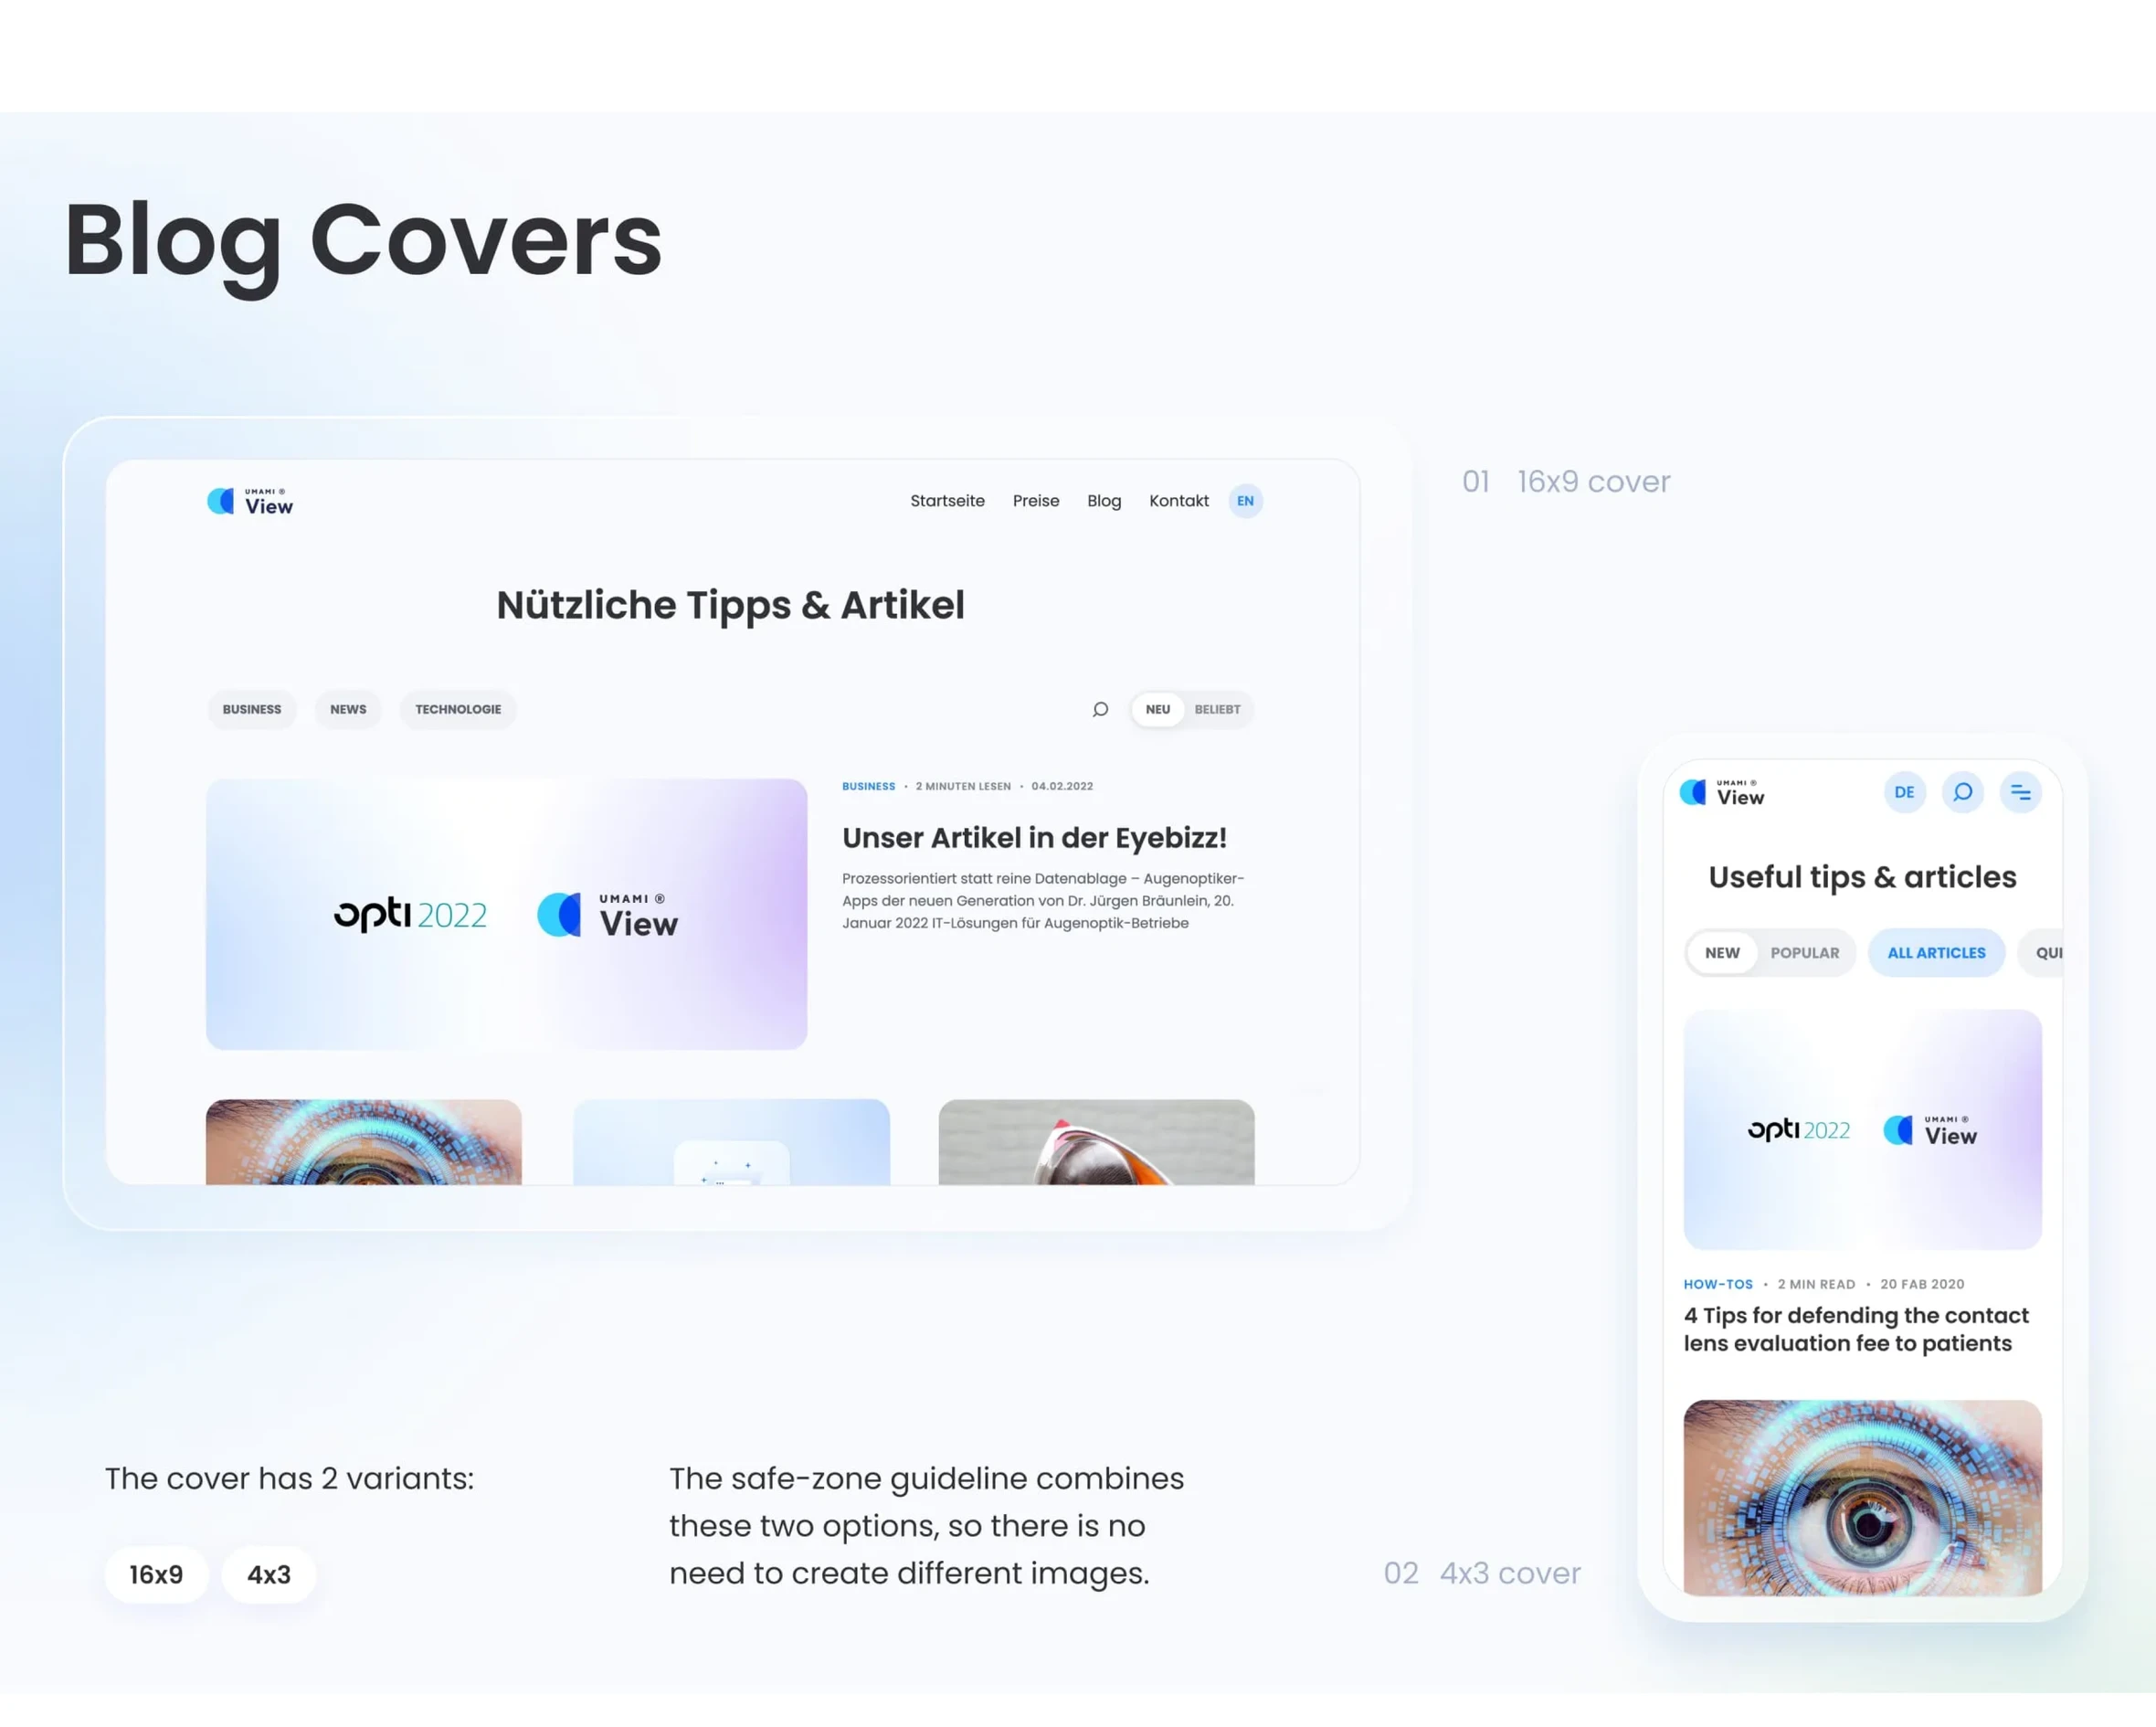 Blog Covers
UMAMI ®
View
Startseite Preise Blog Kontakt EN
01 16x9 cover
Nützliche Tipps & Artikel
BUSINESS NEWS TECHNOLOGIE
NEU BELIEBT
opti 2022
UMAMI ®
View
BUSINESS • 2 MINUTEN LESEN • 04.02.2022
Unser Artikel in der Eyebizz!
Prozessorientiert statt reine Datenablage – Augenoptiker-
Apps der neuen Generation von Dr. Jürgen Bräunlein, 20.
Januar 2022 IT-Lösungen für Augenoptik-Betriebe
UMAMI ®
View
DE
Useful tips & articles
NEW POPULAR ALL ARTICLES QUI
opti 2022
UMAMI ®
View
HOW-TOS • 2 MIN READ • 20 FAB 2020
4 Tips for defending the contact
lens evaluation fee to patients
The cover has 2 variants:
16x9 4x3
The safe-zone guideline combines
these two options, so there is no
need to create different images.
02 4x3 cover